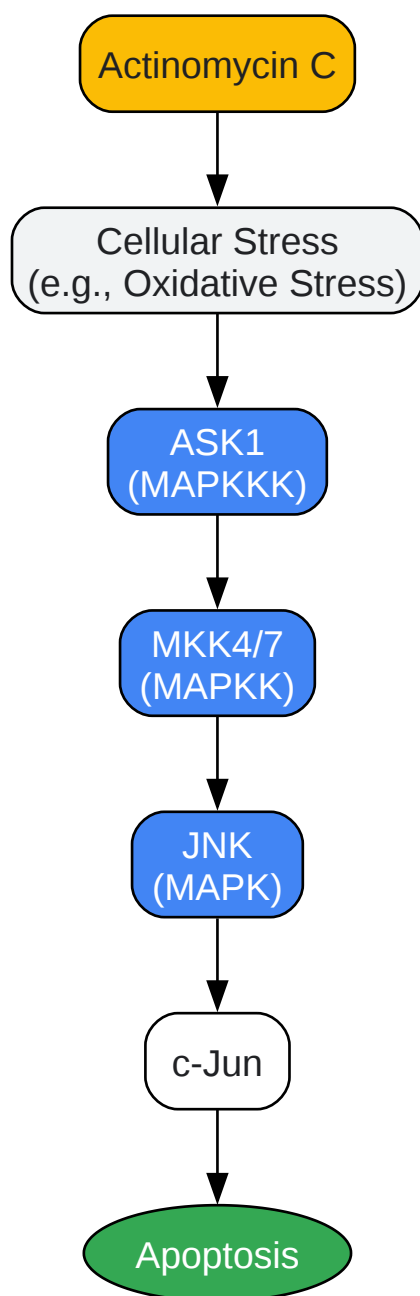 Actinomycin C
Cellular Stress
(e.g., Oxidative Stress)
ASK1
(MAPKKK)
MKK4/7
(MAPKK)
JNK
(MAPK)
c-Jun
Apoptosis